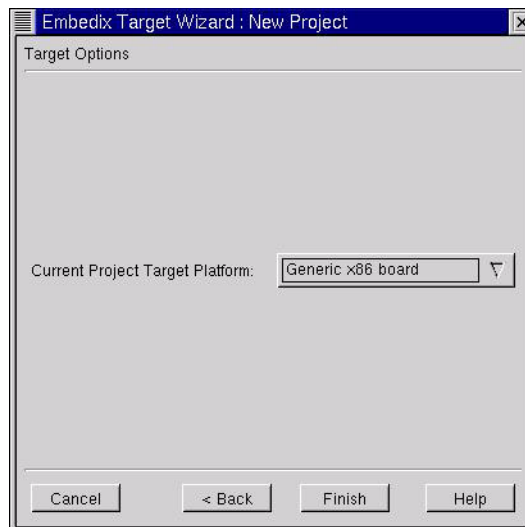 Embedix Target Wizard : New Project
Target Options
Current Project Target Platform: Generic x86 board
Cancel < Back Finish Help